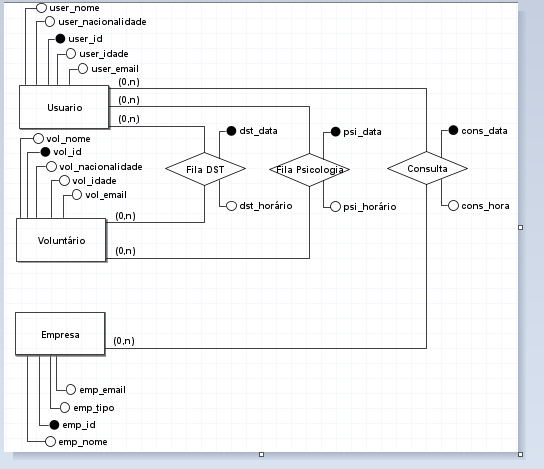 user_nome
user_nacionalidade
user_id
user_idade
user_email
(0,n)
Usuario
(0,n)
(0,n)
vol_nome
vol_id
vol_nacionalidade
vol_idade
vol_email
dst_data
psi_data
cons_data
Fila DST
Fila Psicologia
Consulta
dst_horário
psi_horário
cons_hora
(0,n)
Voluntário
(0,n)
Empresa
(0,n)
emp_email
emp_tipo
emp_id
emp_nome